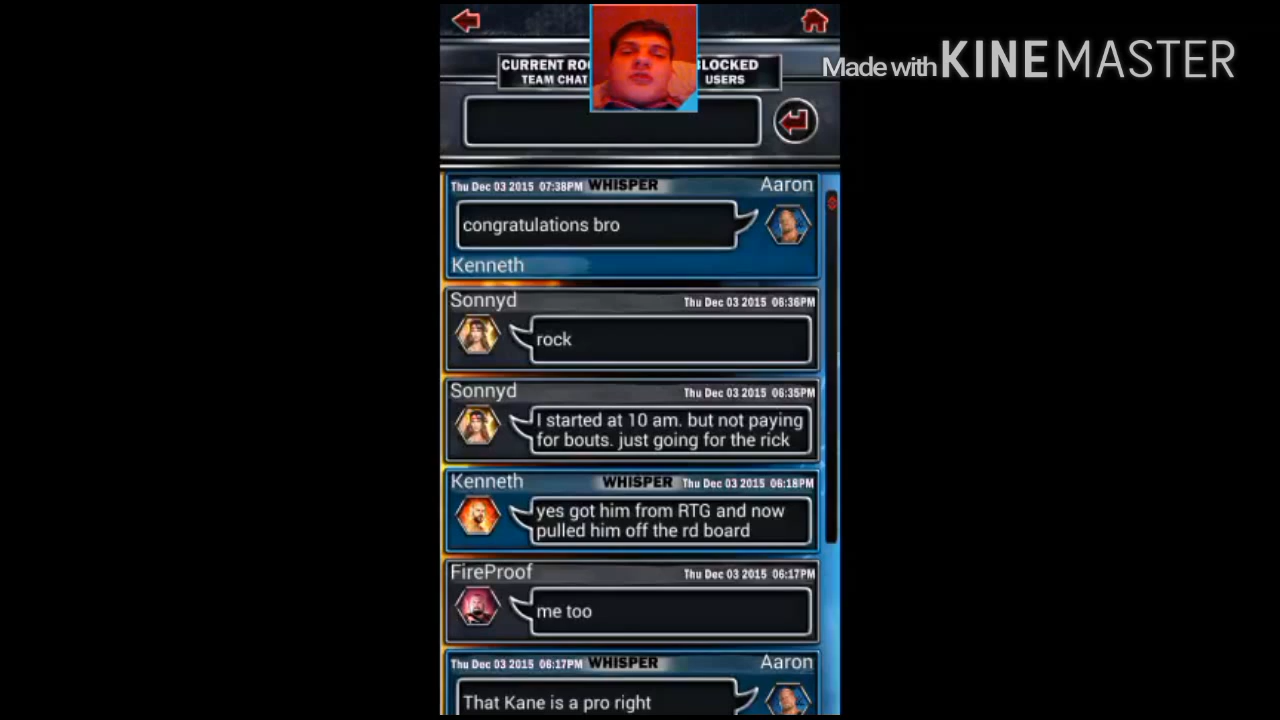 Made with KINEMASTER
CURRENT ROO
TEAM CHAT
BLOCKED
USERS
Thu Dec 03 2015 07:38PM WHISPER Aaron
congratulations bro
Kenneth
Sonnyd Thu Dec 03 2015 06:36PM
rock
Sonnyd Thu Dec 03 2015 06:35PM
I started at 10 am. but not paying
for bouts. just going for the rick
Kenneth WHISPER Thu Dec 03 2015 06:18PM
yes got him from RTG and now
pulled him off the rd board
FireProof Thu Dec 03 2015 06:17PM
me too
Thu Dec 03 2015 06:17PM WHISPER Aaron
That Kane is a pro right